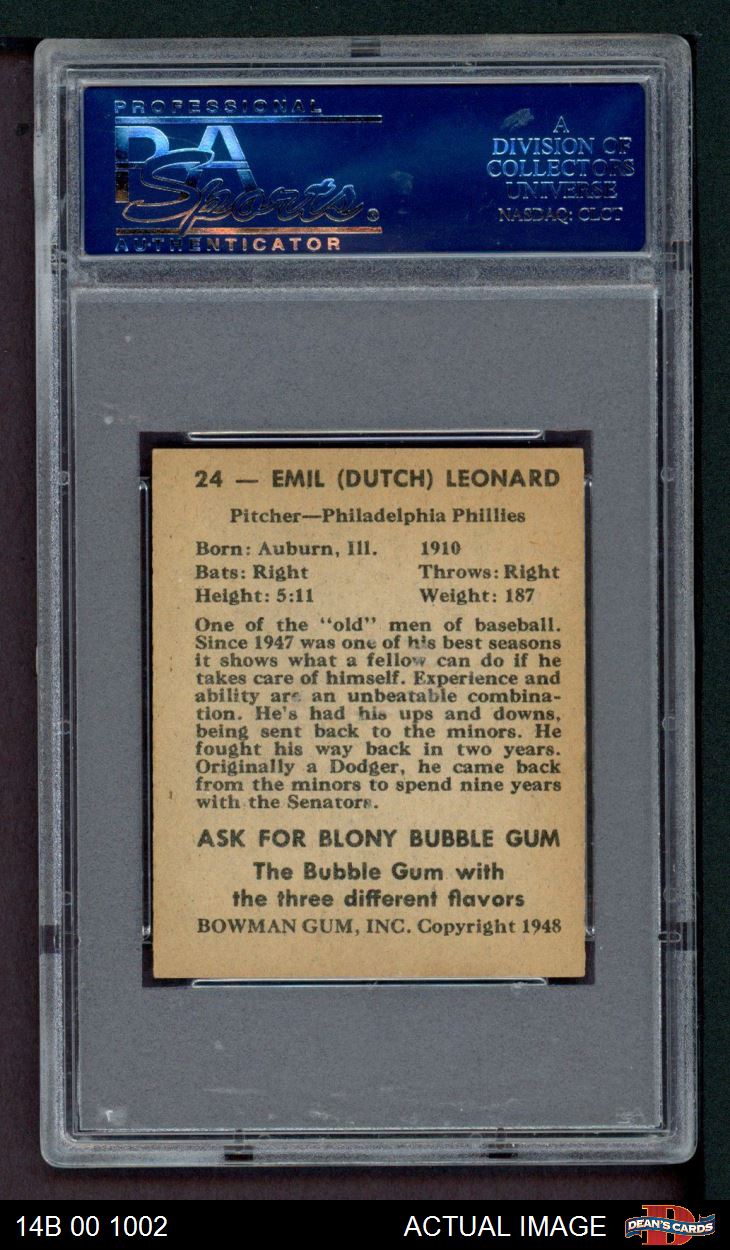 PROFESSIONAL
PSA
Sports
AUTHENTICATOR
A
DIVISION OF
COLLECTORS
UNIVERSE
NASDAQ: CLCT
24 — EMIL (DUTCH) LEONARD
Pitcher—Philadelphia Phillies
Born: Auburn, Ill. 1910
Bats: Right Throws: Right
Height: 5:11 Weight: 187
One of the "old" men of baseball.
Since 1947 was one of his best seasons
it shows what a fellow can do if he
takes care of himself. Experience and
ability are an unbeatable combina-
tion. He's had his ups and downs,
being sent back to the minors. He
fought his way back in two years.
Originally a Dodger, he came back
from the minors to spend nine years
with the Senators.
ASK FOR BLONY BUBBLE GUM
The Bubble Gum with
the three different flavors
BOWMAN GUM, INC. Copyright 1948
14B 00 1002 ACTUAL IMAGE DEAN'S CARDS